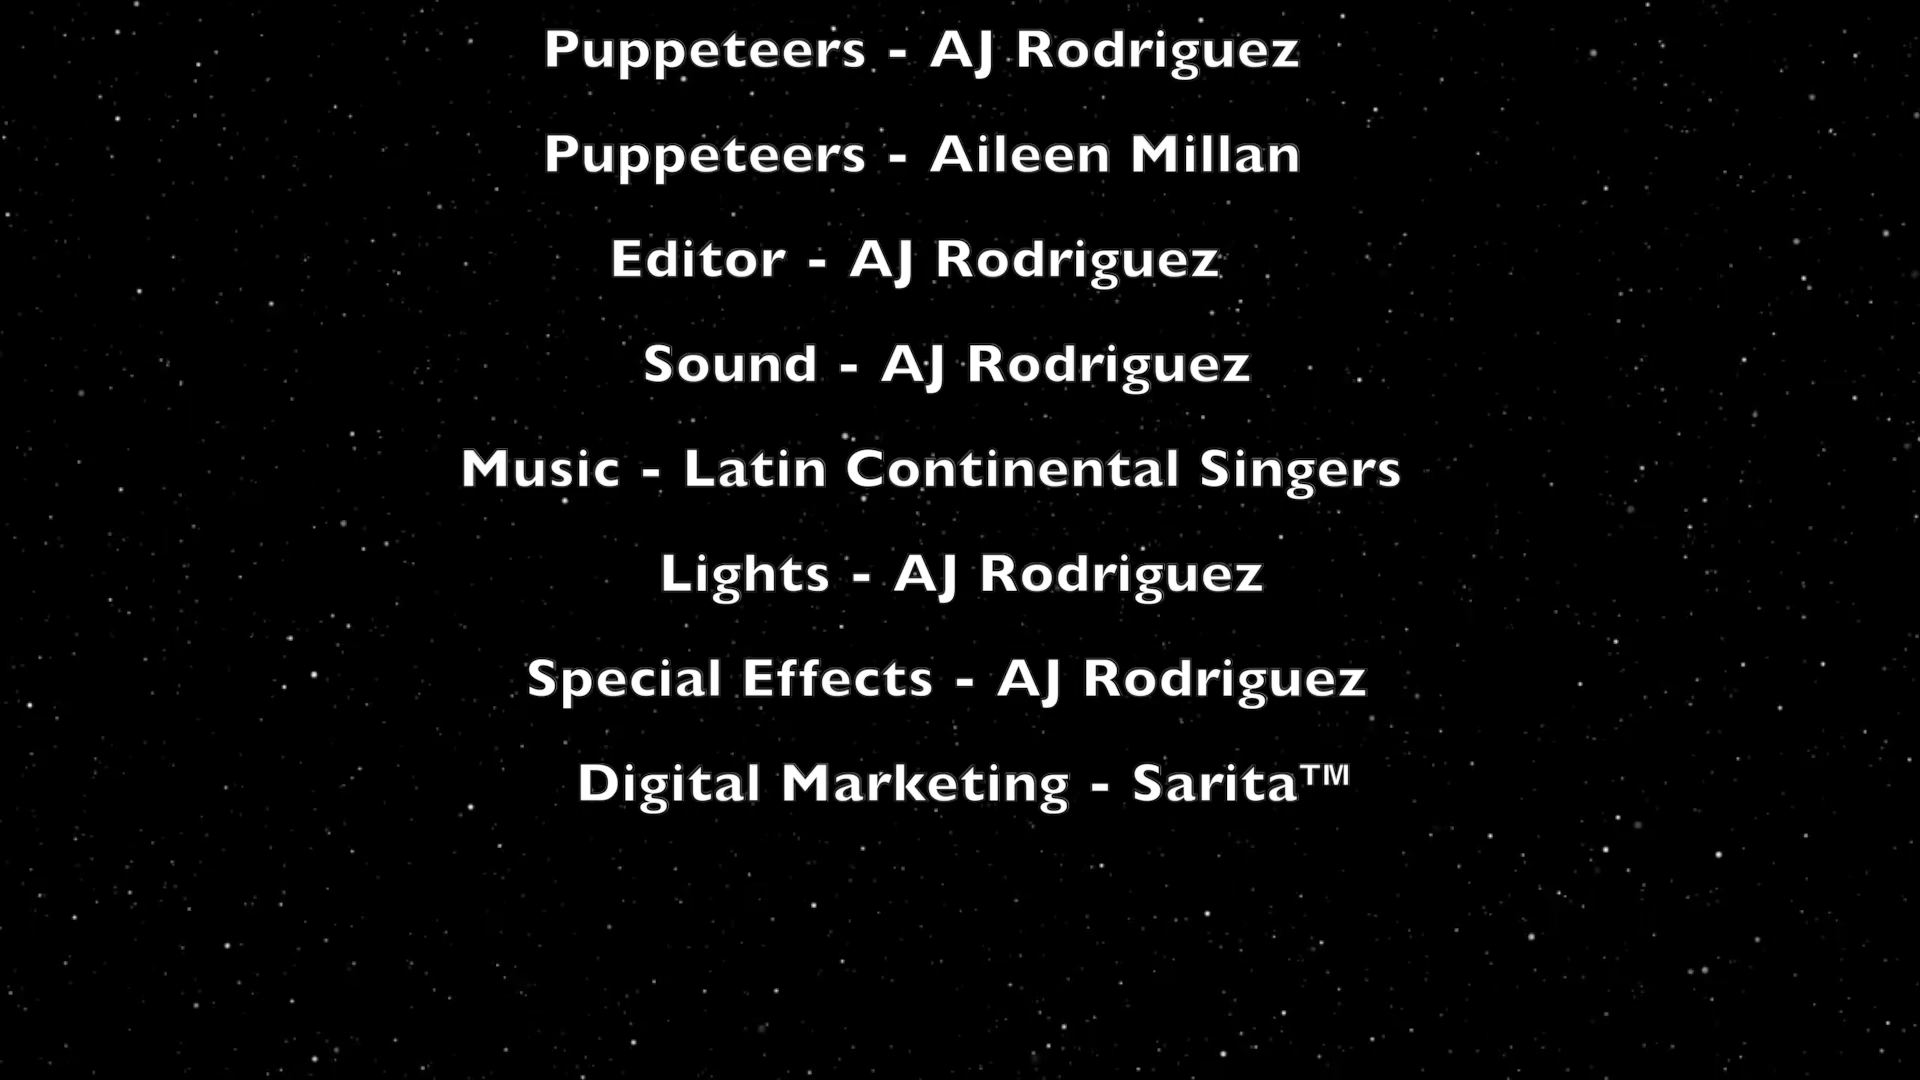 Puppeteers - AJ Rodriguez
Puppeteers - Aileen Millan
Editor - AJ Rodriguez
Sound - AJ Rodriguez
Music - Latin Continental Singers
Lights - AJ Rodriguez
Special Effects - AJ Rodriguez
Digital Marketing - Sarita™